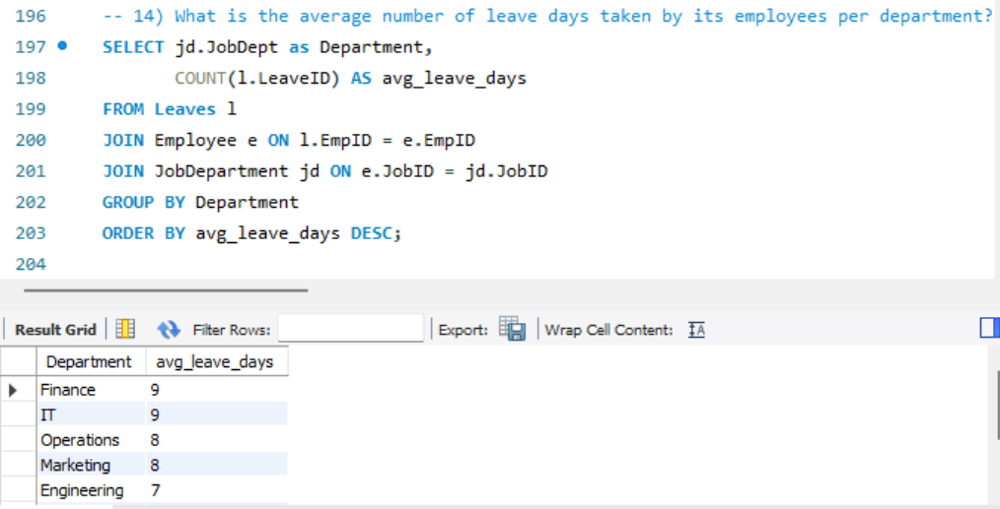 196 -- 14) What is the average number of leave days taken by its employees per department?
197 SELECT jd.JobDept as Department,
198 COUNT(l.LeaveID) AS avg_leave_days
199 FROM Leaves l
200 JOIN Employee e ON l.EmpID = e.EmpID
201 JOIN JobDepartment jd ON e.JobID = jd.JobID
202 GROUP BY Department
203 ORDER BY avg_leave_days DESC;
204
Result Grid Filter Rows: Export: Wrap Cell Content: IA
Department avg_leave_days
Finance 9
IT 9
Operations 8
Marketing 8
Engineering 7